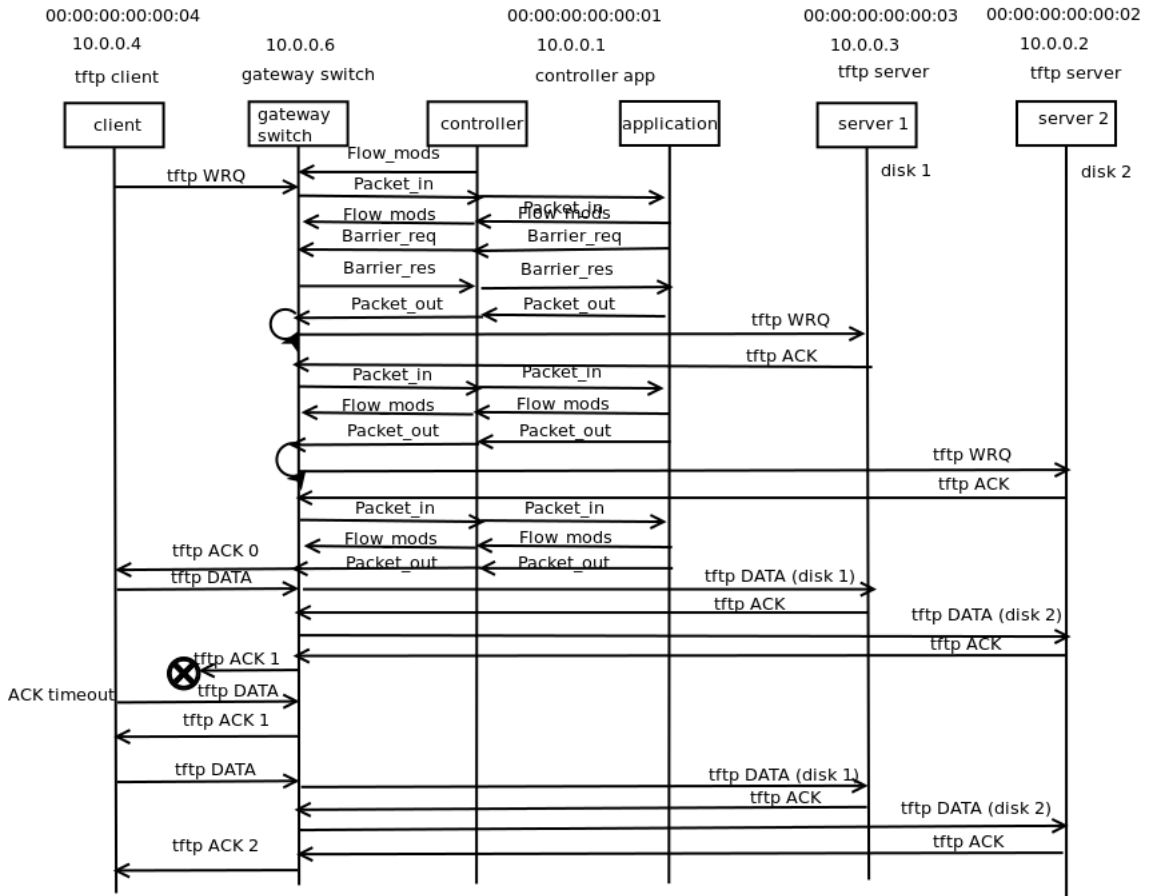 00:00:00:00:00:04
00:00:00:00:00:01
00:00:00:00:00:03
00:00:00:00:00:02
10.0.0.4
10.0.0.6
10.0.0.1
10.0.0.3
10.0.0.2
tftp client
gateway switch
controller app
tftp server
tftp server
client
gateway
switch
controller
application
server 1
server 2
Flow_mods
disk 1
disk 2
tftp WRQ
Packet_in
Packet_in
Flow_mods
Flow_mods
Barrier_req
Barrier_req
Barrier_res
Barrier_res
Packet_out
Packet_out
tftp WRQ
tftp ACK
Packet_in
Packet_in
Flow_mods
Flow_mods
Packet_out
Packet_out
tftp WRQ
tftp ACK
Packet_in
Packet_in
Flow_mods
Flow_mods
tftp ACK 0
Packet_out
Packet_out
tftp DATA
tftp DATA (disk 1)
tftp ACK
tftp DATA (disk 2)
tftp ACK
tftp ACK 1
ACK timeout
tftp DATA
tftp ACK 1
tftp DATA
tftp DATA (disk 1)
tftp ACK
tftp DATA (disk 2)
tftp ACK
tftp ACK 2